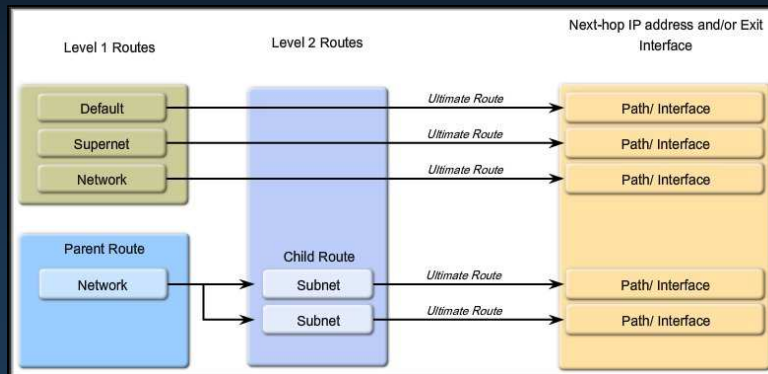 Level 1 Routes
Level 2 Routes
Next-hop IP address and/or Exit
Interface
Default
Ultimate Route
Path/ Interface
Supernet
Ultimate Route
Path/ Interface
Network
Ultimate Route
Path/ Interface
Parent Route
Child Route
Network
Subnet
Ultimate Route
Path/ Interface
Subnet
Ultimate Route
Path/ Interface